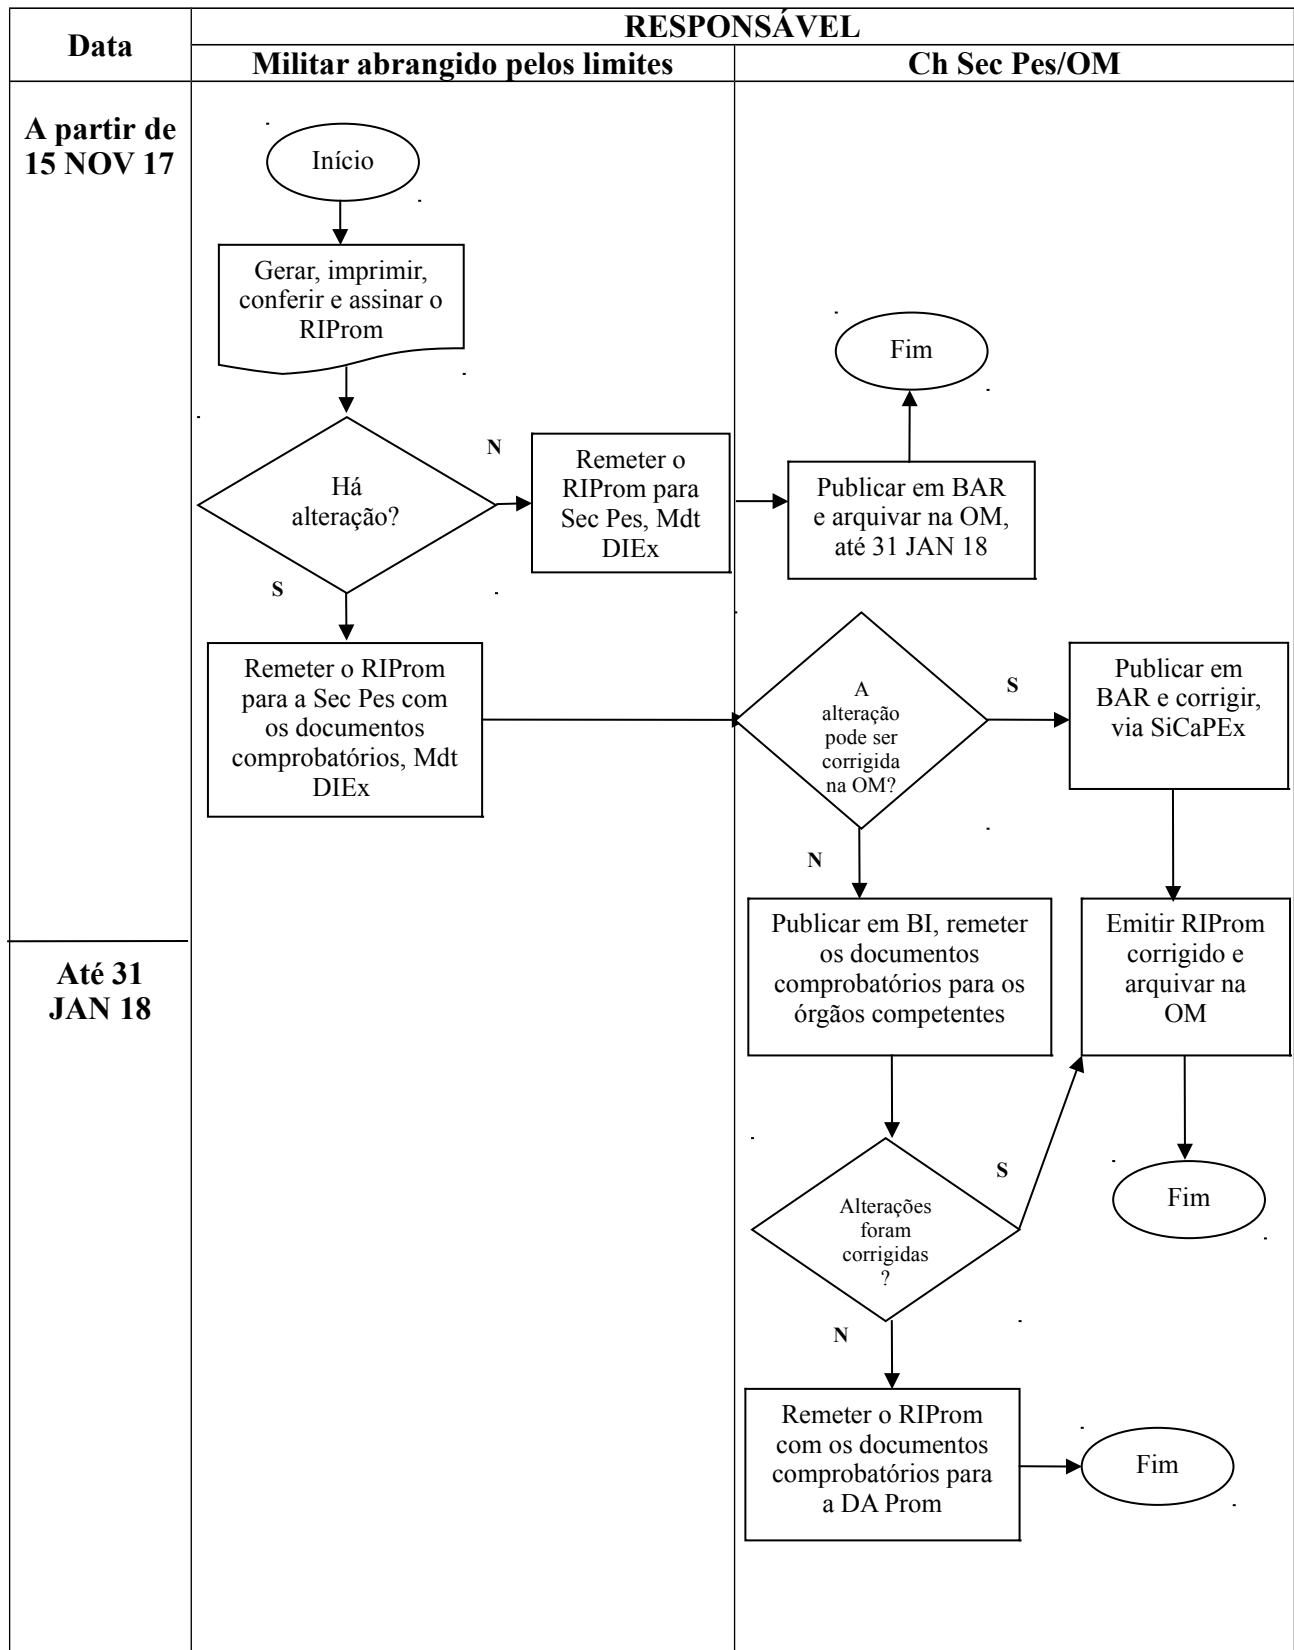 RESPONSÁVEL
Data
Militar abrangido pelos limites
Ch Sec Pes/OM
A partir de
15 NOV 17
Início
Gerar, imprimir,
conferir e assinar o
RIProm
Há
alteração?
N
Remeter o
RIProm para
Sec Pes, Mdt
DIEx
Publicar em BAR
e arquivar na OM,
até 31 JAN 18
Fim
S
Remeter o RIProm
para a Sec Pes com
os documentos
comprobatórios, Mdt
DIEx
A
alteração
pode ser
corrigida
na OM?
S
Publicar em
BAR e corrigir,
via SiCaPEx
N
Publicar em BI, remeter
os documentos
comprobatórios para os
órgãos competentes
Emitir RIProm
corrigido e
arquivar na
OM
Até 31
JAN 18
Alterações
foram
corrigidas
?
S
Fim
N
Remeter o RIProm
com os documentos
comprobatórios para
a DA Prom
Fim